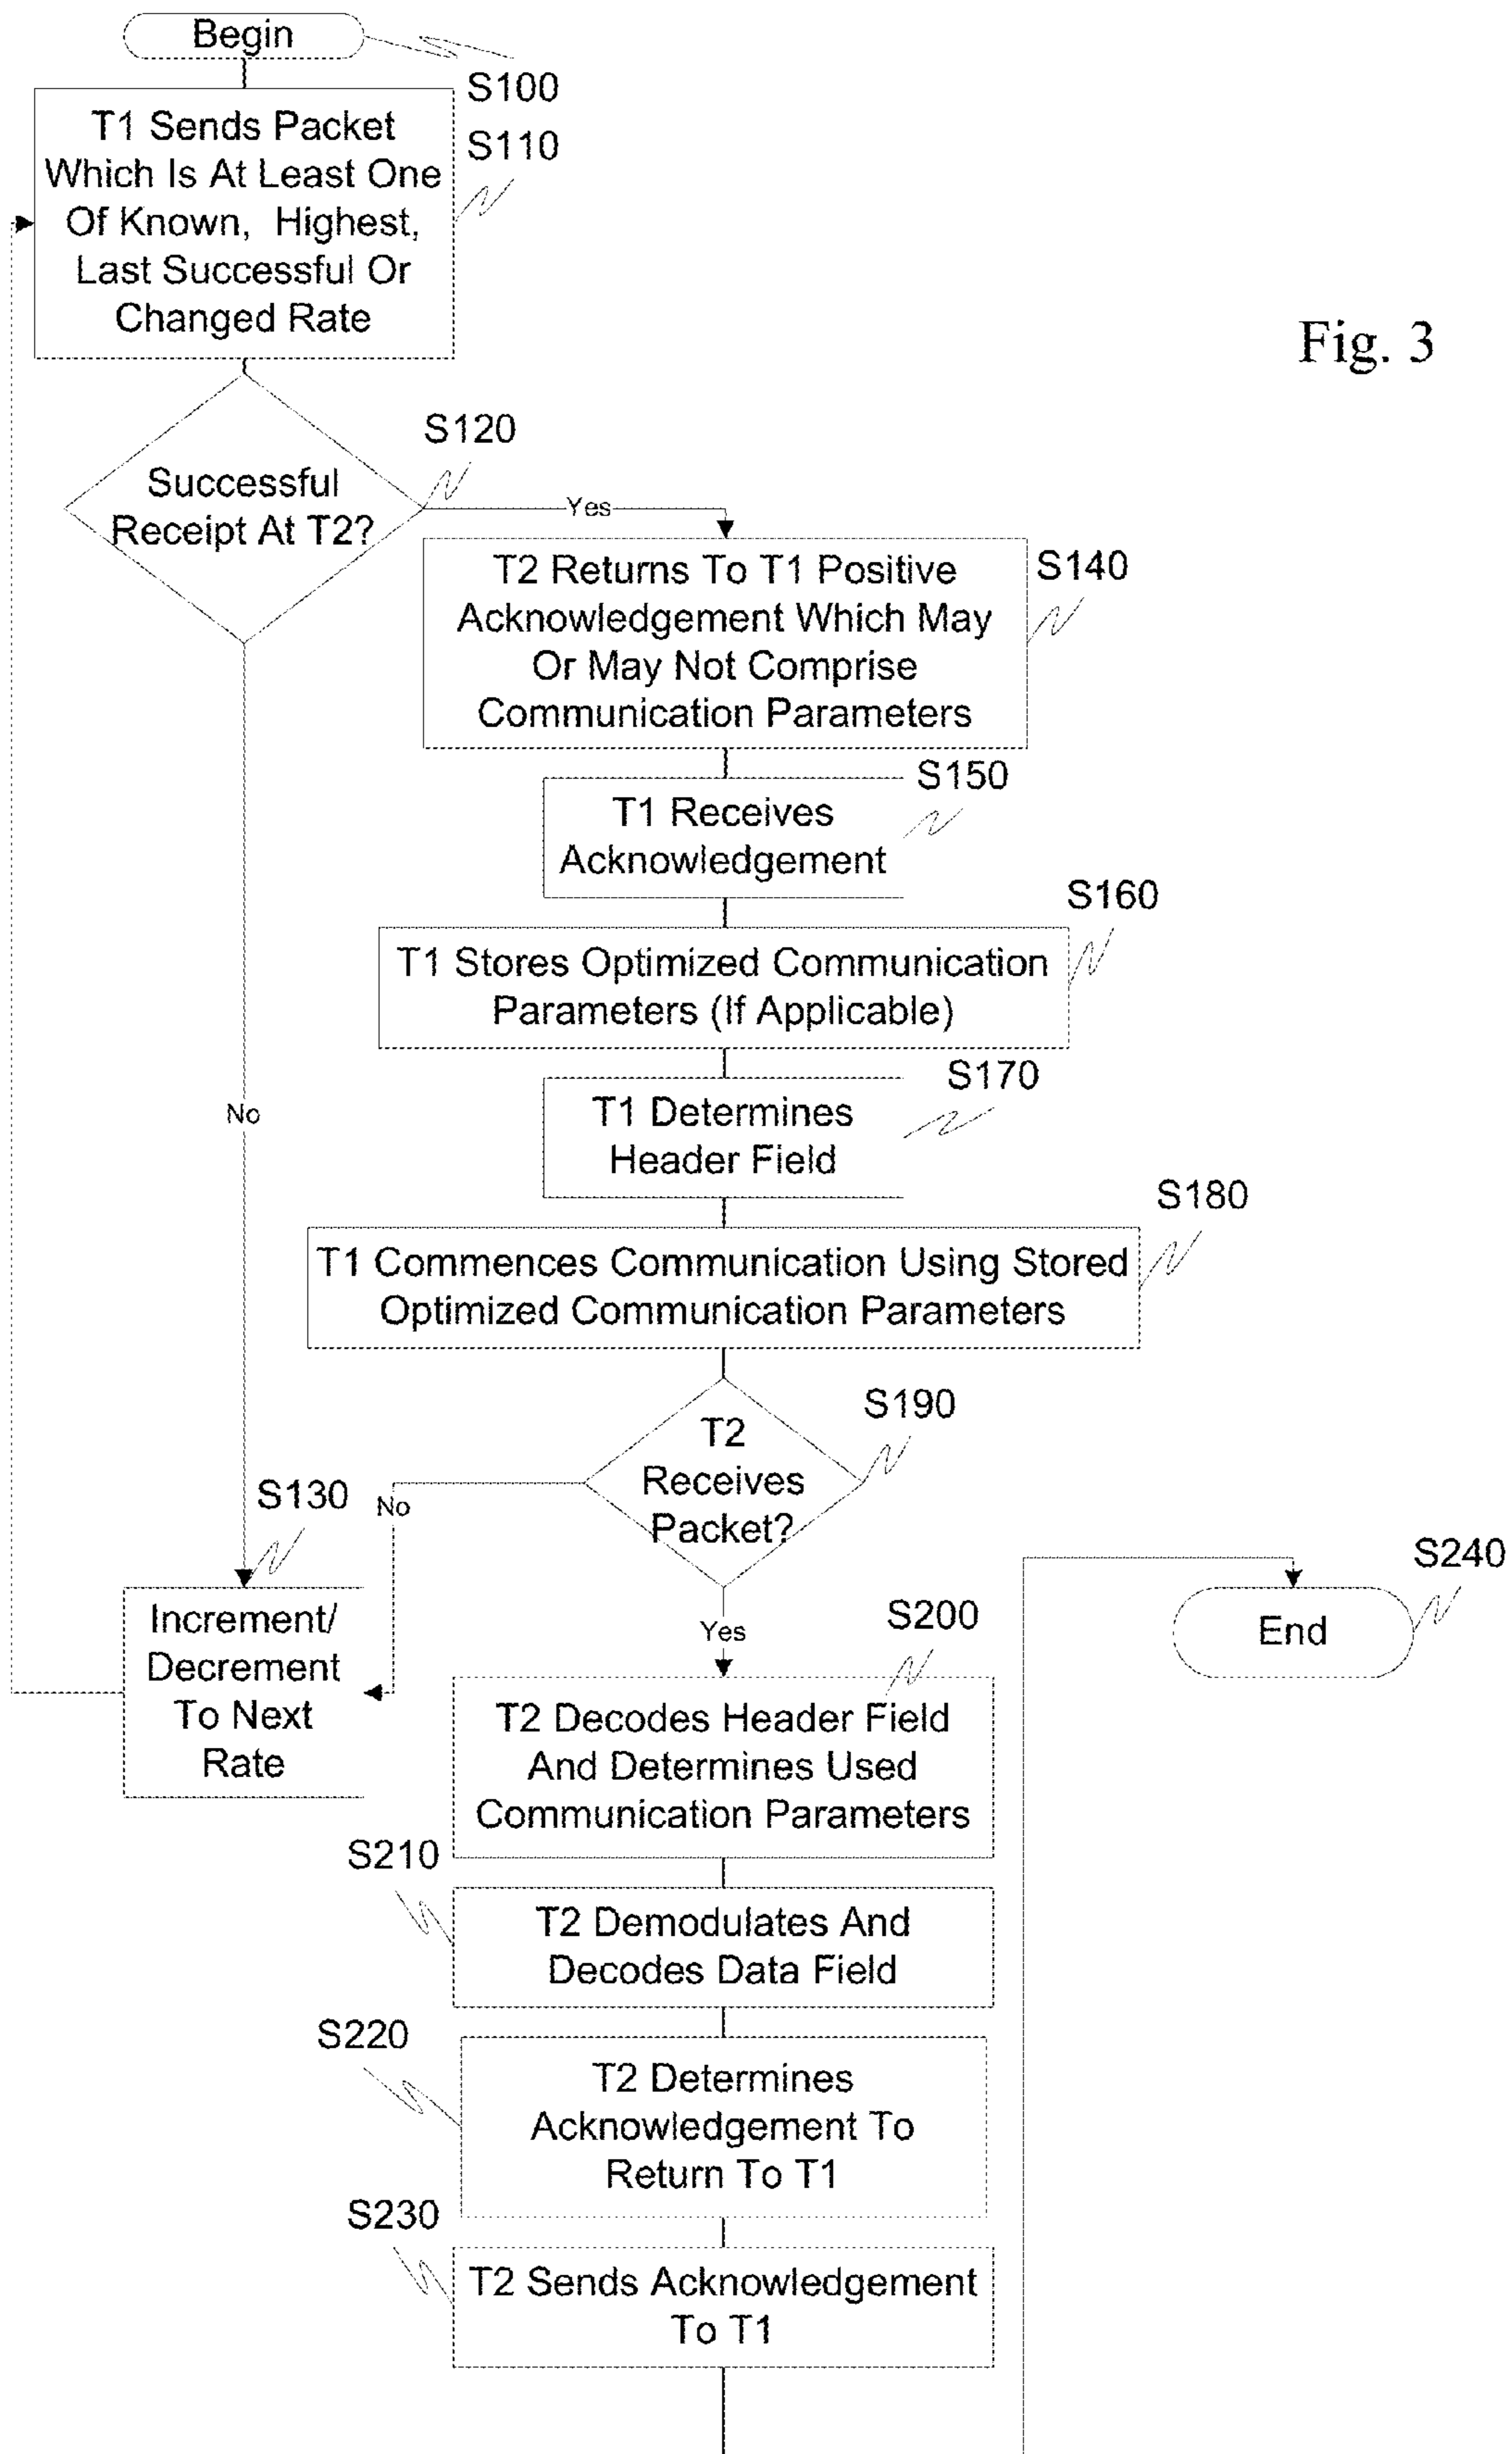 Begin
S100
T1 Sends Packet
Which Is At Least One
Of Known, Highest,
Last Successful Or
Changed Rate
S110
Fig. 3
Successful
Receipt At T2?
S120
Yes
T2 Returns To T1 Positive
Acknowledgement Which May
Or May Not Comprise
Communication Parameters
S140
T1 Receives
Acknowledgement
S150
T1 Stores Optimized Communication
Parameters (If Applicable)
S160
T1 Determines
Header Field
S170
No
T1 Commences Communication Using Stored
Optimized Communication Parameters
S180
T2
Receives
Packet?
S190
No
S130
Increment/
Decrement
To Next
Rate
Yes
S200
T2 Decodes Header Field
And Determines Used
Communication Parameters
S240
End
S210
T2 Demodulates And
Decodes Data Field
S220
T2 Determines
Acknowledgement To
Return To T1
S230
T2 Sends Acknowledgement
To T1